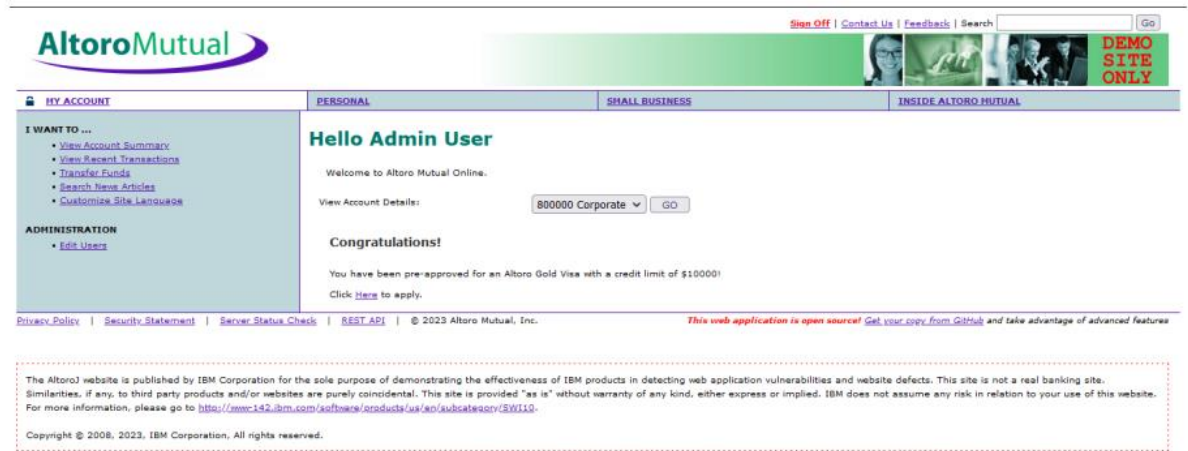 Sign Off | Contact Us | Feedback | Search Go
AltoroMutual
DEMO
SITE
ONLY
MY ACCOUNT PERSONAL SMALL BUSINESS INSIDE ALTORO MUTUAL
I WANT TO ...
• View Account Summary
• View Recent Transactions
• Transfer Funds
• Search News Articles
• Customize Site Language
ADMINISTRATION
• Edit Users
Hello Admin User
Welcome to Altoro Mutual Online.
View Account Details: 800000 Corporate GO
Congratulations!
You have been pre-approved for an Altoro Gold Visa with a credit limit of $10000!
Click Here to apply.
Privacy Policy | Security Statement | Server Status Check | REST API | © 2023 Altoro Mutual, Inc. This web application is open source! Get your copy from GitHub and take advantage of advanced features
The AltoroJ website is published by IBM Corporation for the sole purpose of demonstrating the effectiveness of IBM products in detecting web application vulnerabilities and website defects. This site is not a real banking site.
Similarities, if any, to third party products and/or websites are purely coincidental. This site is provided "as is" without warranty of any kind, either express or implied. IBM does not assume any risk in relation to your use of this website.
For more information, please go to http://www-142.ibm.com/software/products/us/en/subcategory/SWI10.
Copyright © 2008, 2023, IBM Corporation, All rights reserved.